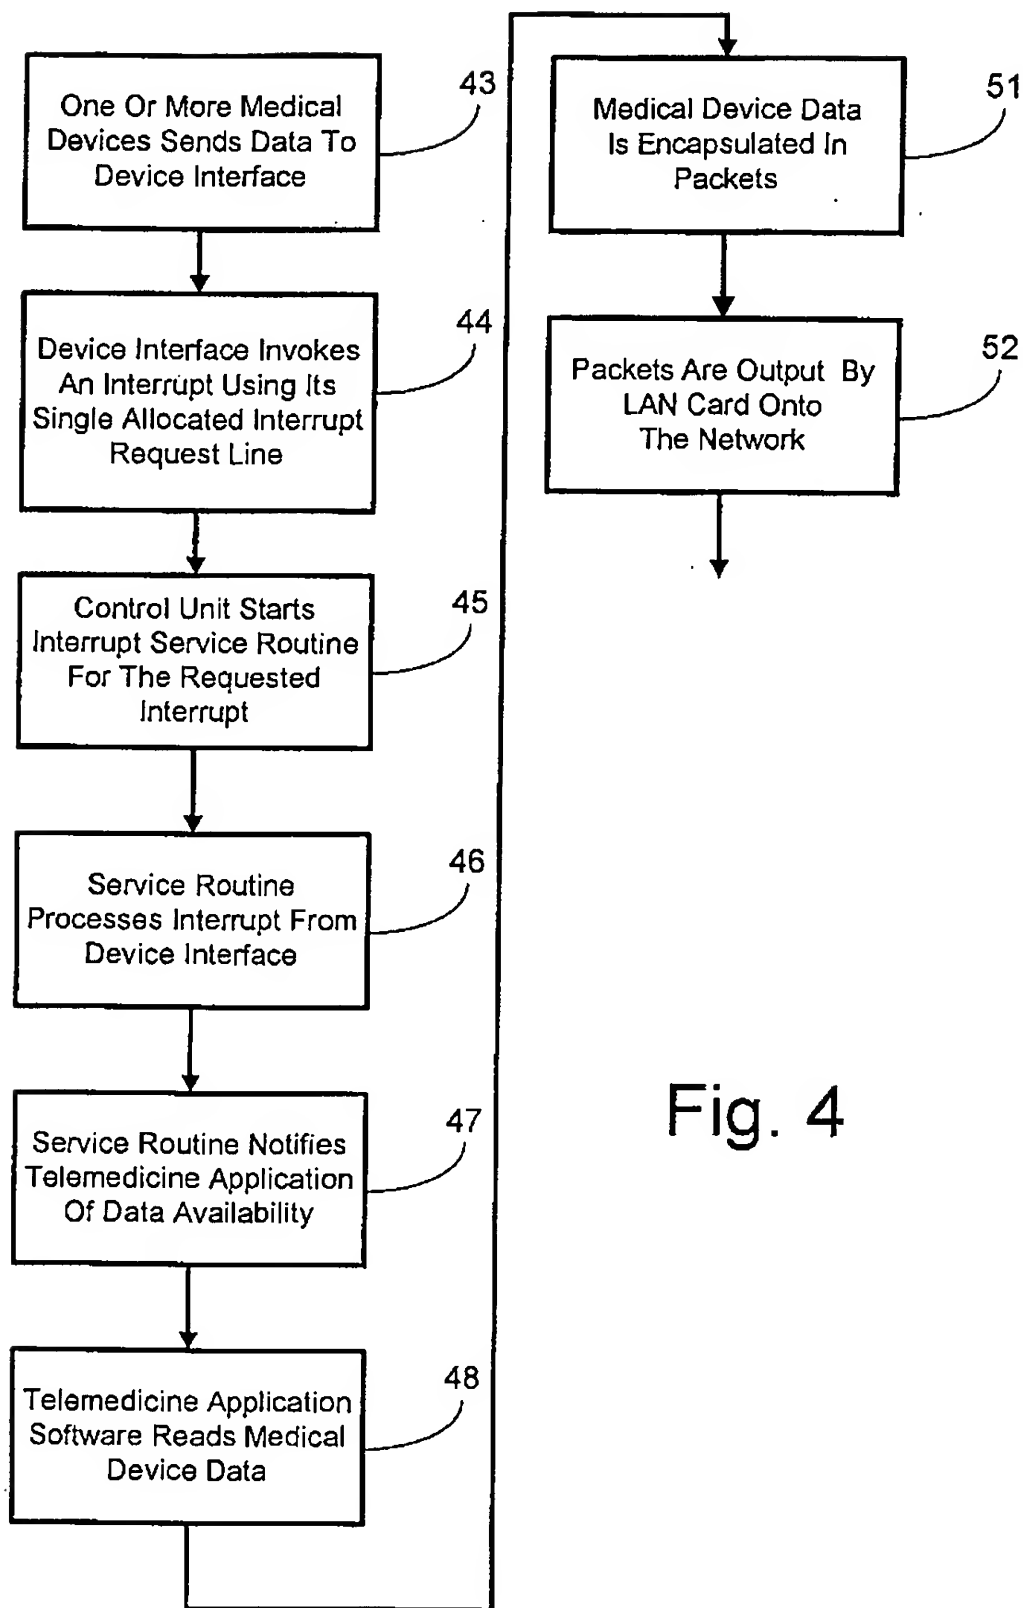 One Or More Medical
Devices Sends Data To
Device Interface
43
Device Interface Invokes
An Interrupt Using Its
Single Allocated Interrupt
Request Line
44
Control Unit Starts
Interrupt Service Routine
For The Requested
Interrupt
45
Service Routine
Processes Interrupt From
Device Interface
46
Service Routine Notifies
Telemedicine Application
Of Data Availability
47
Telemedicine Application
Software Reads Medical
Device Data
48
Medical Device Data
Is Encapsulated In
Packets
51
Packets Are Output By
LAN Card Onto
The Network
52
Fig. 4